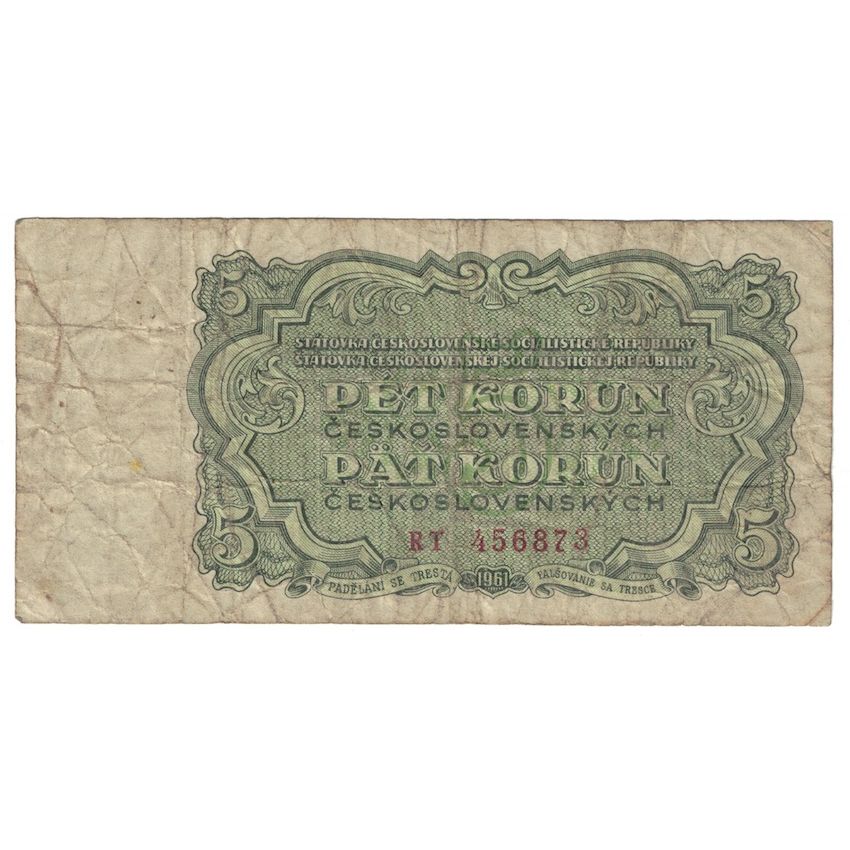 5 5
STÁTOVKA ČESKOSLOVENSKÉ SOCIALISTICKÉ REPUBLIKY
ŠTÁTOVKA ČESKOSLOVENSKEJ SOCIALISTICKEJ REPUBLIKY
PĚT KORUN
ČESKOSLOVENSKÝCH
PÄŤ KORÚN
ČESKOSLOVENSKÝCH
RT 456873
5 5
PADĚLÁNÍ SE TRESTÁ 1961 FALŠOVANIE SA TRESCE